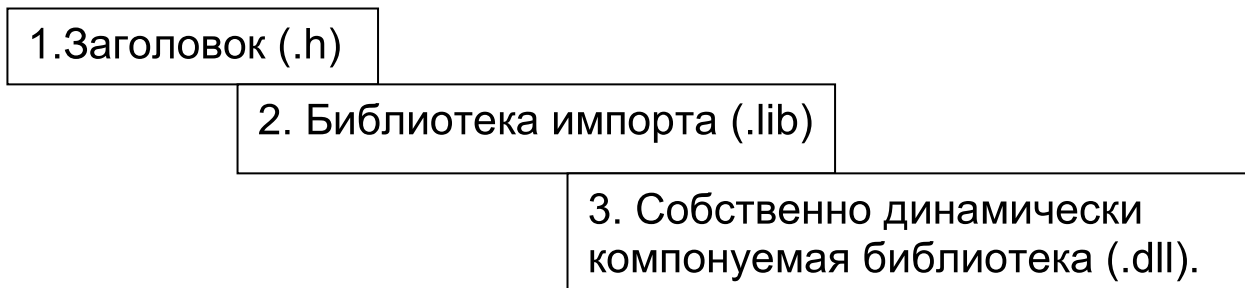 1.Заголовок (.h)
2. Библиотека импорта (.lib)
3. Собственно динамически
компонуемая библиотека (.dll).